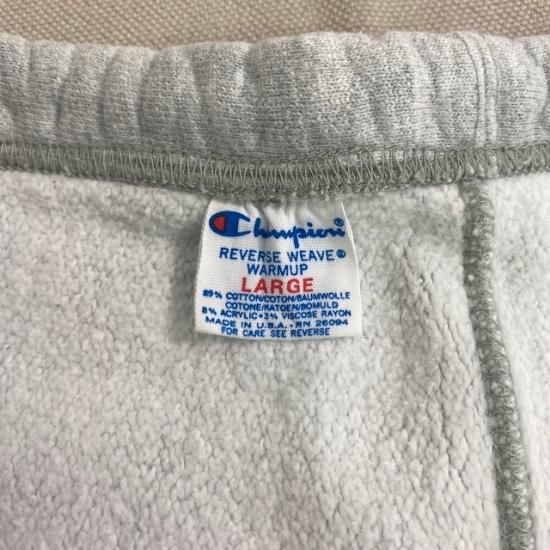 Champion®
REVERSE WEAVE®
WARMUP
LARGE
89% COTTON/COTON/BAUMWOLLE
COTONE/KATOEN/BOMULD
8% ACRYLIC•3% VISCOSE RAYON
MADE IN U.S.A.• RN 26094
FOR CARE SEE REVERSE